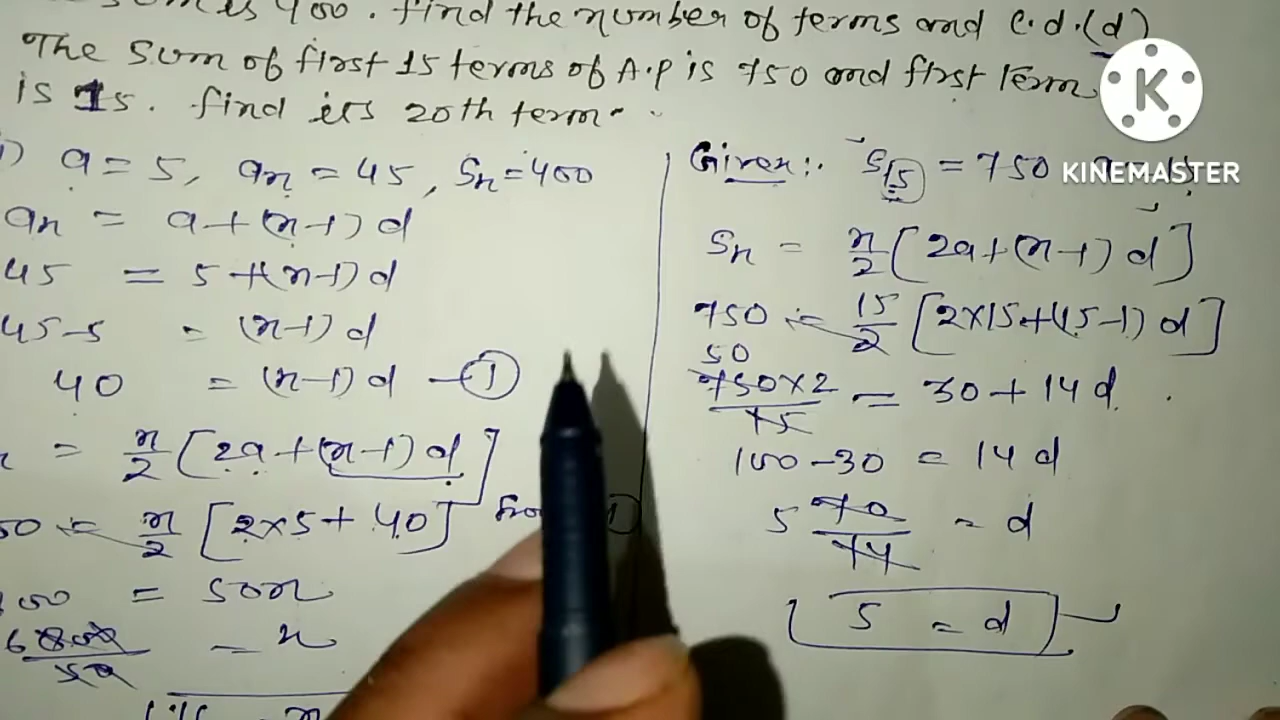 is 400. find the number of terms and c.d.(d)
The sum of first 15 terms of A.P is 750 and first term
is 15. find its 20th term.
K
KINEMASTER
i) a = 5, an = 45, Sn = 400
an = a + (n-1) d
45 = 5 + (n-1) d
45-5 = (n-1) d
40 = (n-1) d - 1
= n/2 [2a + (n-1) d]
= n/2 [2×5 + 40]
= 50n
= n
= n
Given:. S15 = 750
Sn = n/2 [2a + (n-1) d]
750 = 15/2 [2×15+(15-1) d]
50
750×2/15 = 30 + 14 d.
100-30 = 14 d
5 70/14 = d
5 = d